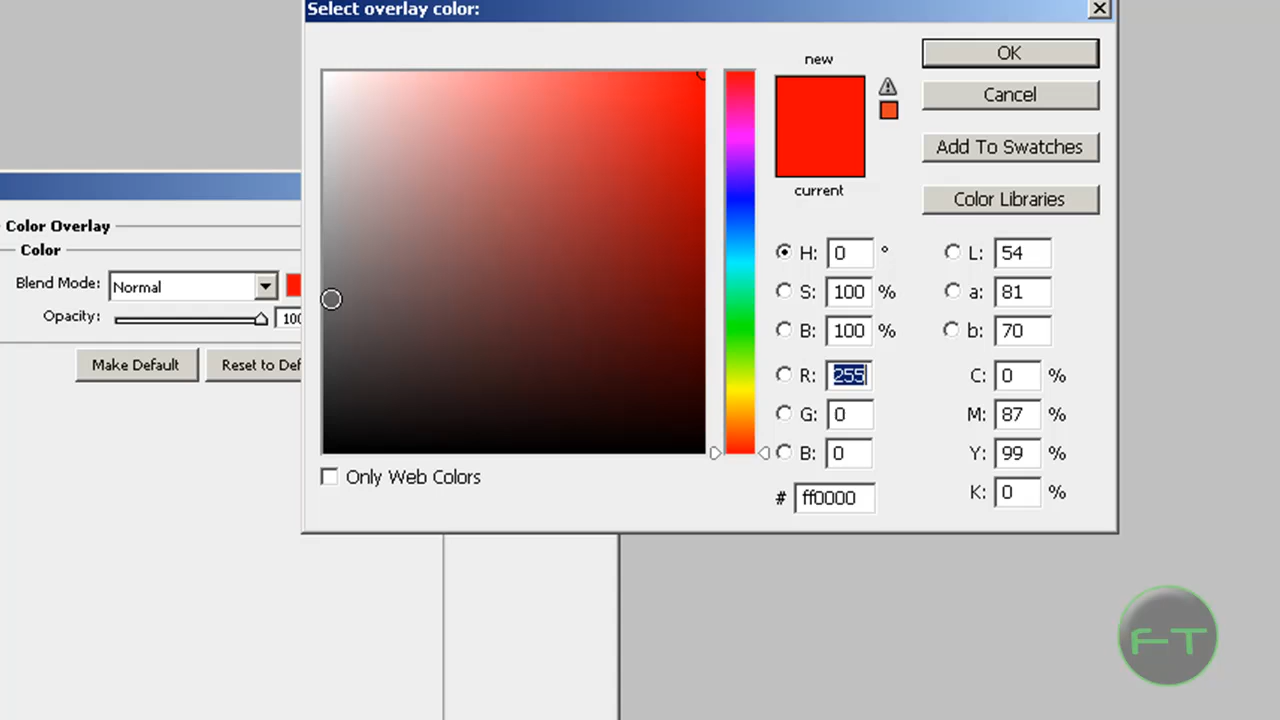 Select overlay color:
new
OK
Cancel
Add To Swatches
current
Color Libraries
Color Overlay
Color
Blend Mode: Normal
Opacity: 100
Make Default
Reset to Def
H: 0 °
S: 100 %
B: 100 %
R: 255
G: 0
B: 0
# ff0000
L: 54
a: 81
b: 70
C: 0 %
M: 87 %
Y: 99 %
K: 0 %
Only Web Colors
FT